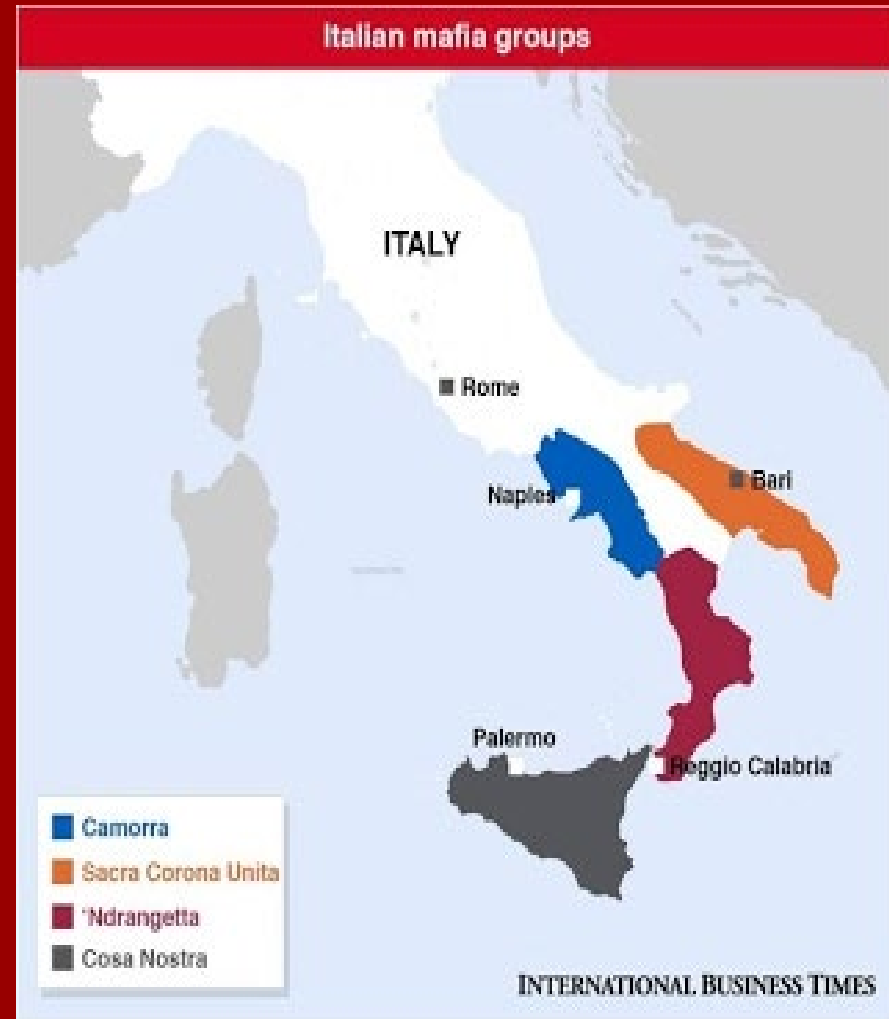 Italian mafia groups
ITALY
Rome
Bari
Naples
Palermo
Reggio Calabria
Camorra
Sacra Corona Unita
'Ndrangetta
Cosa Nostra
INTERNATIONAL BUSINESS TIMES